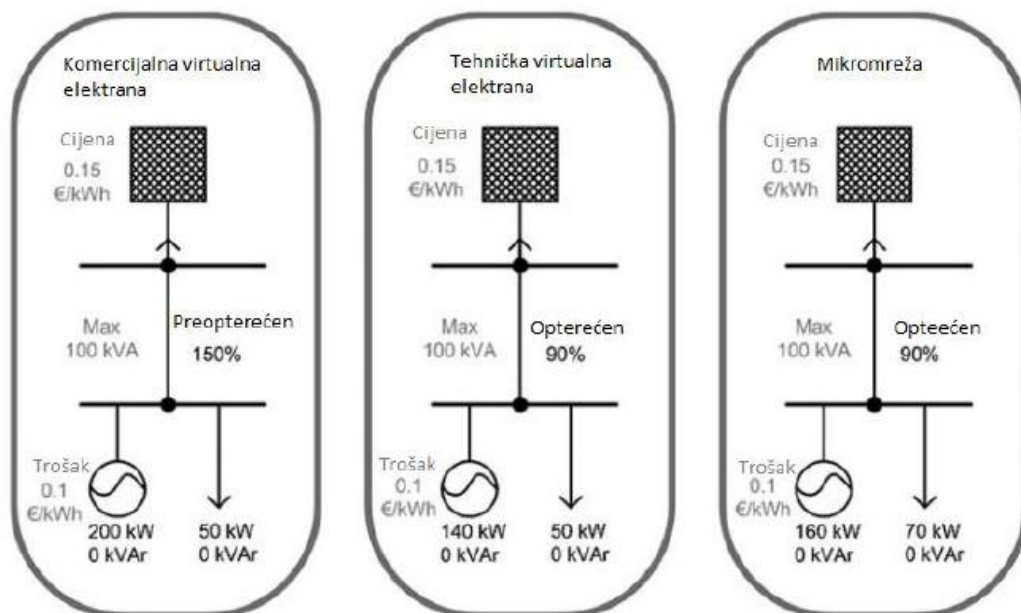 Komercijalna virtualna
elektrana
Cijena
0.15
€/kWh
Max
100 kVA
Preopterećen
150%
Trošak
0.1
€/kWh
200 kW
0 kVAr
50 kW
0 kVAr
Tehnička virtualna
elektrana
Cijena
0.15
€/kWh
Max
100 kVA
Opterećen
90%
Trošak
0.1
€/kWh
140 kW
0 kVAr
50 kW
0 kVAr
Mikromreža
Cijena
0.15
€/kWh
Max
100 kVA
Opteećen
90%
Trošak
0.1
€/kWh
160 kW
0 kVAr
70 kW
0 kVAr